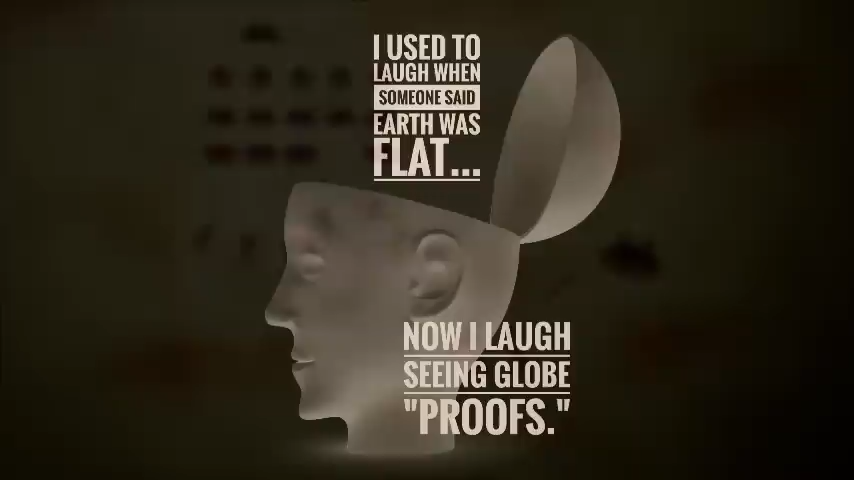 I USED TO
LAUGH WHEN
SOMEONE SAID
EARTH WAS
FLAT...
NOW I LAUGH
SEEING GLOBE
"PROOFS."